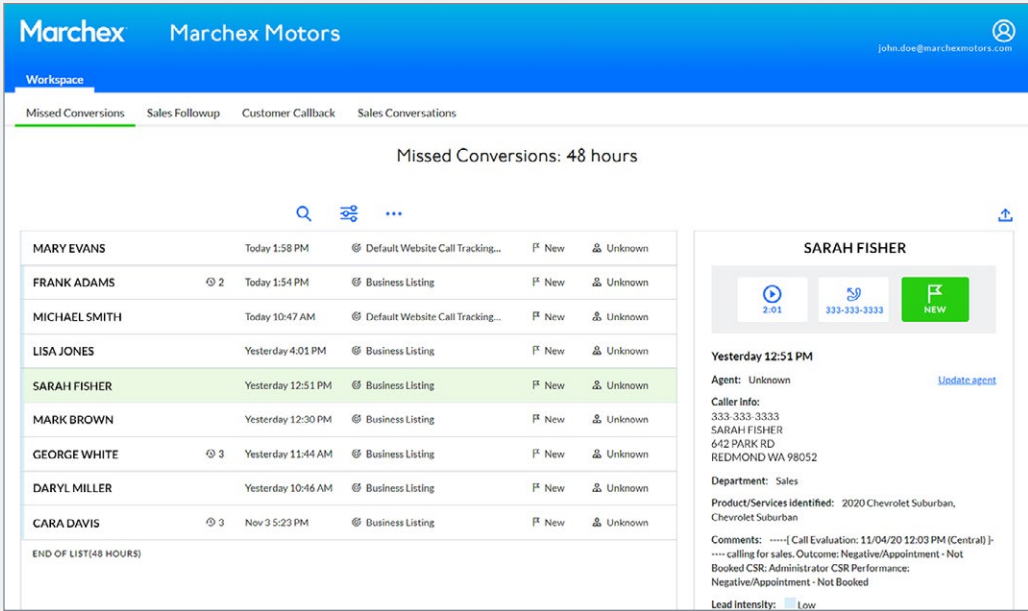 Marchex Marchex Motors
john.doe@marchexmotors.com
Workspace
Missed Conversions Sales Followup Customer Callback Sales Conversations
Missed Conversions: 48 hours
MARY EVANS Today 1:58 PM Default Website Call Tracking... New Unknown
FRANK ADAMS 2 Today 1:54 PM Business Listing New Unknown
MICHAEL SMITH Today 10:47 AM Default Website Call Tracking... New Unknown
LISA JONES Yesterday 4:01 PM Business Listing New Unknown
SARAH FISHER Yesterday 12:51 PM Business Listing New Unknown
MARK BROWN Yesterday 12:30 PM Business Listing New Unknown
GEORGE WHITE 3 Yesterday 11:44 AM Business Listing New Unknown
DARYL MILLER Yesterday 10:46 AM Business Listing New Unknown
CARA DAVIS 3 Nov 3 5:23 PM Business Listing New Unknown
END OF LIST(48 HOURS)
SARAH FISHER
2:01 333-333-3333 NEW
Yesterday 12:51 PM
Agent: Unknown Update agent
Caller info:
333-333-3333
SARAH FISHER
642 PARK RD
REDMOND WA 98052
Department: Sales
Product/Services identified: 2020 Chevrolet Suburban,
Chevrolet Suburban
Comments: -----[ Call Evaluation: 11/04/20 12:03 PM (Central) ]-
---- calling for sales. Outcome: Negative/Appointment - Not
Booked CSR: Administrator CSR Performance:
Negative/Appointment - Not Booked
Lead Intensity: Low